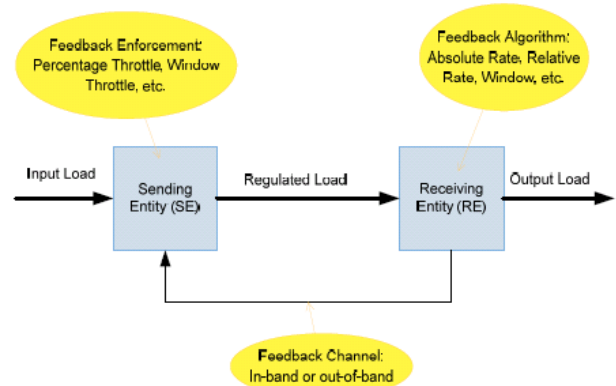 Feedback Enforcement:
Percentage Throttle, Window
Throttle, etc.
Feedback Algorithm:
Absolute Rate, Relative
Rate, Window, etc.
Input Load
Sending
Entity (SE)
Regulated Load
Receiving
Entity (RE)
Output Load
Feedback Channel:
In-band or out-of-band